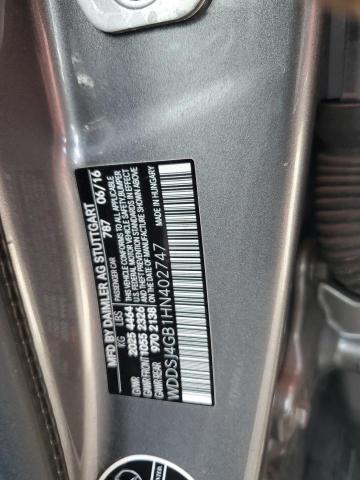 MFD BY DAIMLER AG STUTTGART
PASSENGER CAR 787 06/16
THIS VEHICLE CONFORMS TO ALL APPLICABLE
FEDERAL MOTOR VEHICLE SAFETY, BUMPER
AND THEFT PREVENTION STANDARDS IN EFFECT
ON THE DATE OF MANUFACTURE SHOWN ABOVE
KG LBS MADE IN HUNGARY
GVWR 2025 4464
GAWR FRONT 1055 2326
GAWR REAR 970 2138
WDDSJ4GB1HN402747